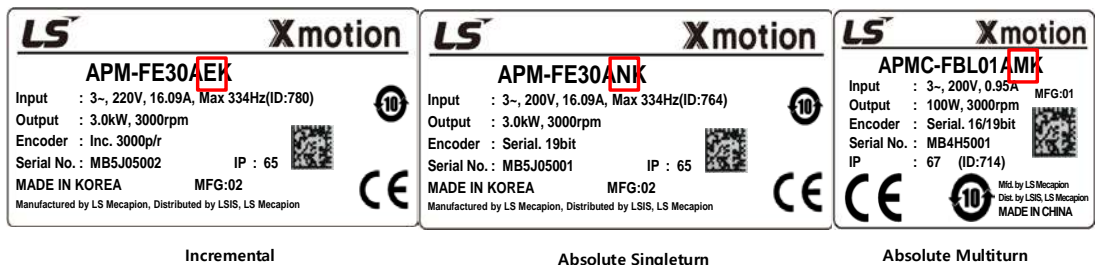 LS Xmotion
APM-FE30AEK
Input : 3~, 220V, 16.09A, Max 334Hz(ID:780)
Output : 3.0kW, 3000rpm
Encoder : Inc. 3000p/r
Serial No. : MB5J05002 IP : 65
MADE IN KOREA MFG:02
Manufactured by LS Mecapion, Distributed by LSIS, LS Mecapion
10
CE
Incremental
LS Xmotion
APM-FE30ANK
Input : 3~, 200V, 16.09A, Max 334Hz(ID:764)
Output : 3.0kW, 3000rpm
Encoder : Serial. 19bit
Serial No. : MB5J05001 IP : 65
MADE IN KOREA MFG:02
Manufactured by LS Mecapion, Distributed by LSIS, LS Mecapion
10
CE
Absolute Singleturn
LS Xmotion
APMC-FBL01AMK
Input : 3~, 200V, 0.95A MFG:01
Output : 100W, 3000rpm
Encoder : Serial. 16/19bit
Serial No. : MB4H5001
IP : 67 (ID:714)
CE
10
Mfd. by LS Mecapion
Dist. by LSIS, LS Mecapion
MADE IN CHINA
Absolute Multiturn